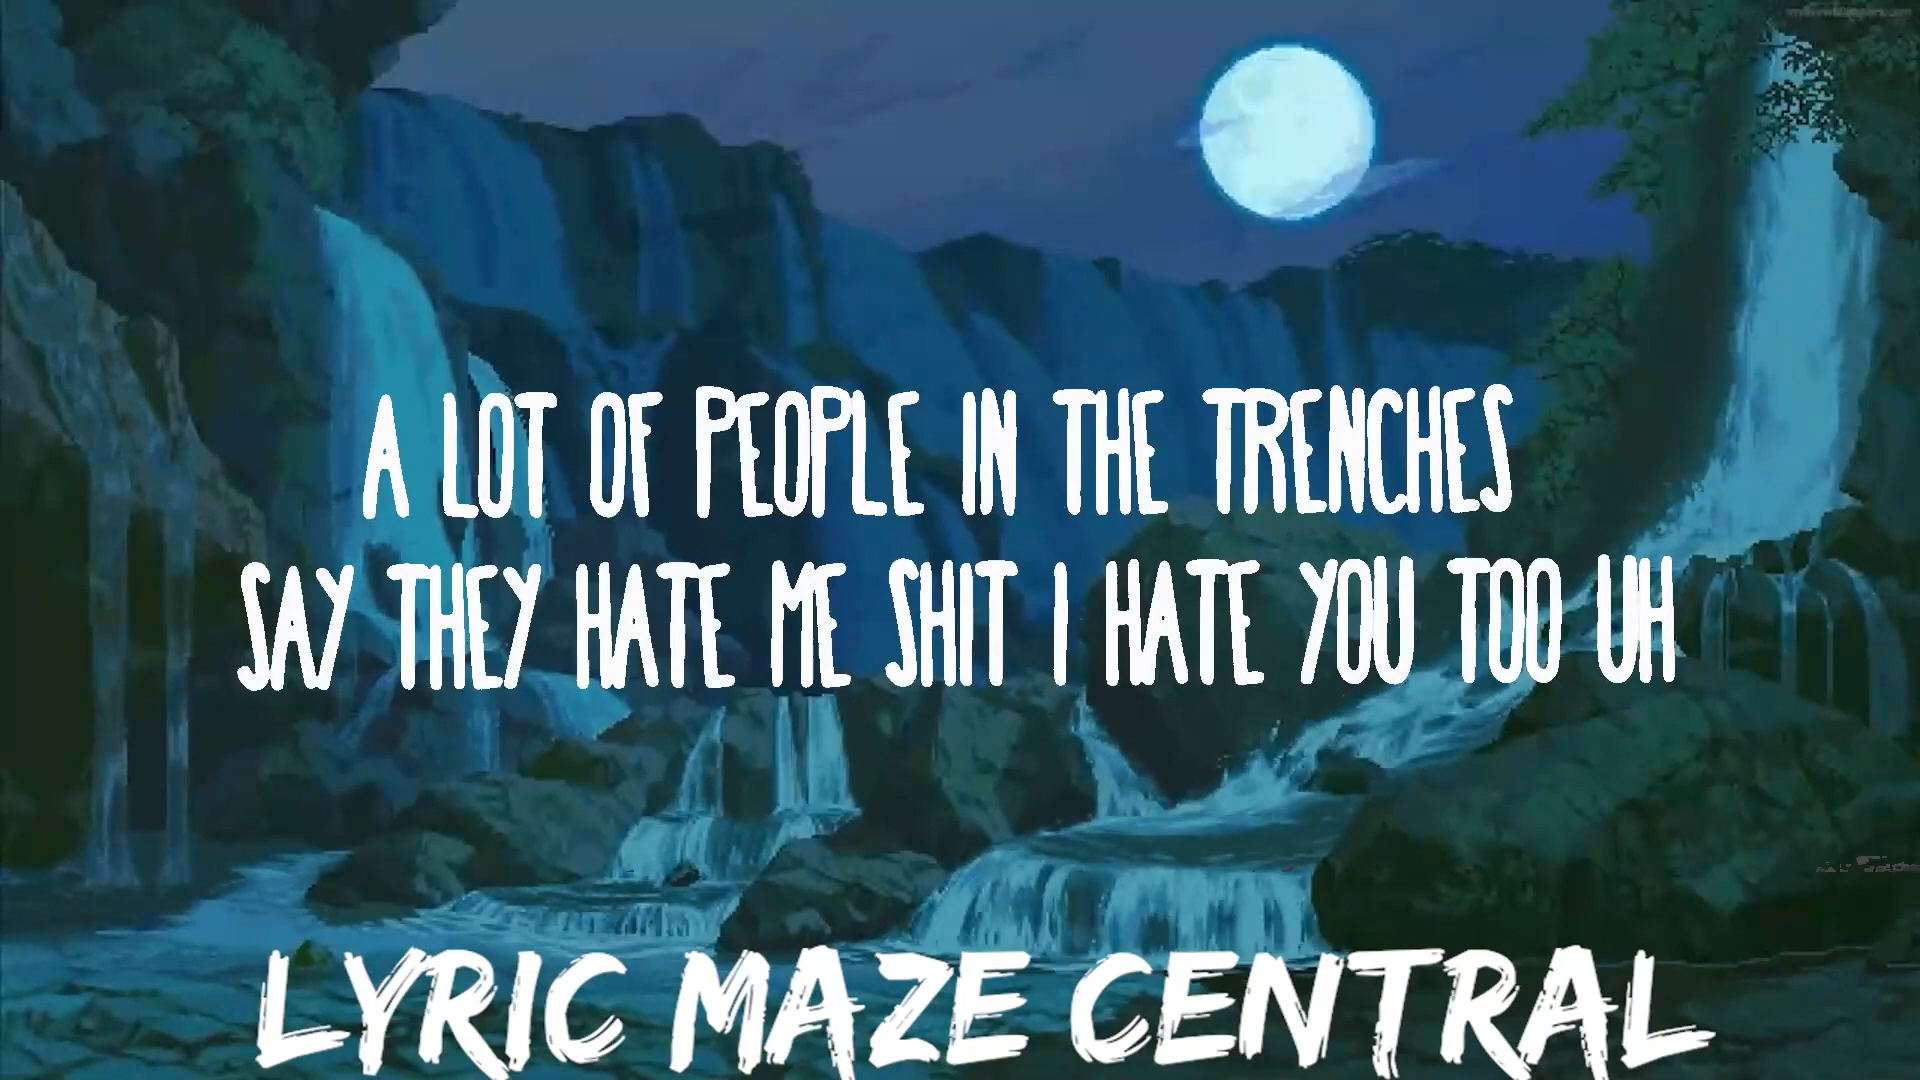 A LOT OF PEOPLE IN THE TRENCHES
SAY THEY HATE ME SHIT I HATE YOU TOO UH
LYRIC MAZE CENTRAL